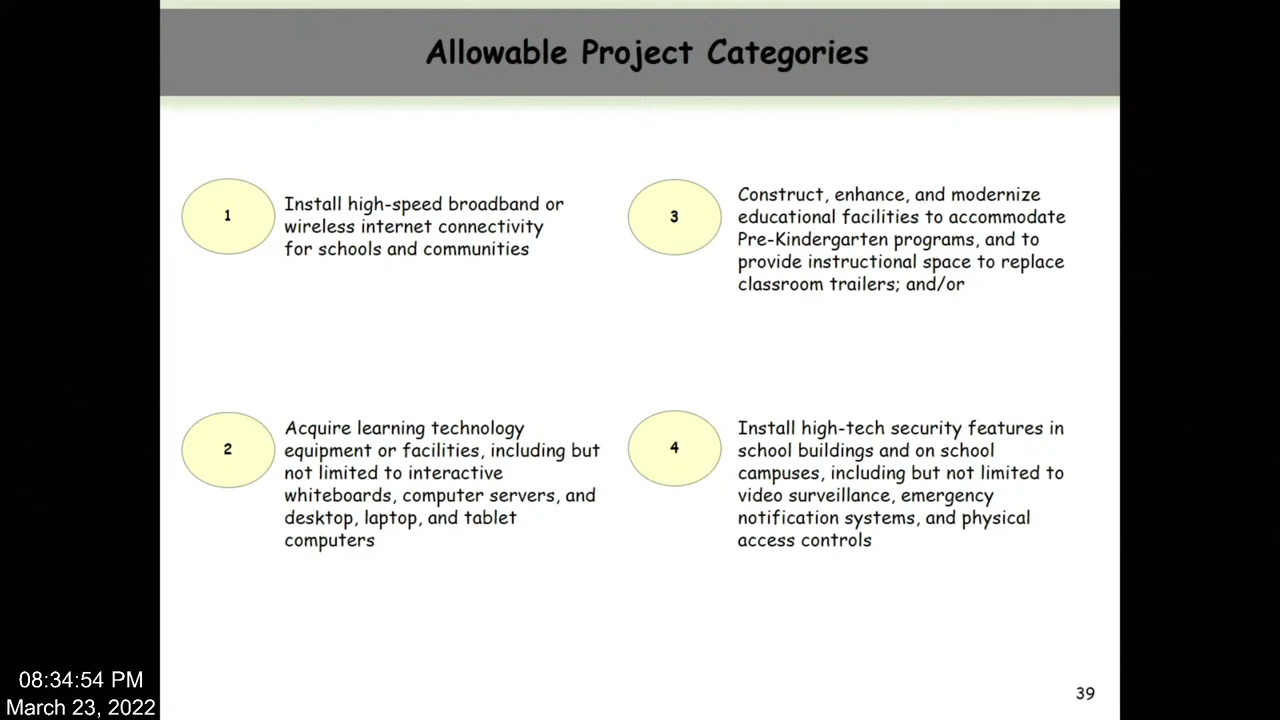 Allowable Project Categories
1
Install high-speed broadband or
wireless internet connectivity
for schools and communities
2
Acquire learning technology
equipment or facilities, including but
not limited to interactive
whiteboards, computer servers, and
desktop, laptop, and tablet
computers
3
Construct, enhance, and modernize
educational facilities to accommodate
Pre-Kindergarten programs, and to
provide instructional space to replace
classroom trailers; and/or
4
Install high-tech security features in
school buildings and on school
campuses, including but not limited to
video surveillance, emergency
notification systems, and physical
access controls
39
08:34:54 PM
March 23, 2022